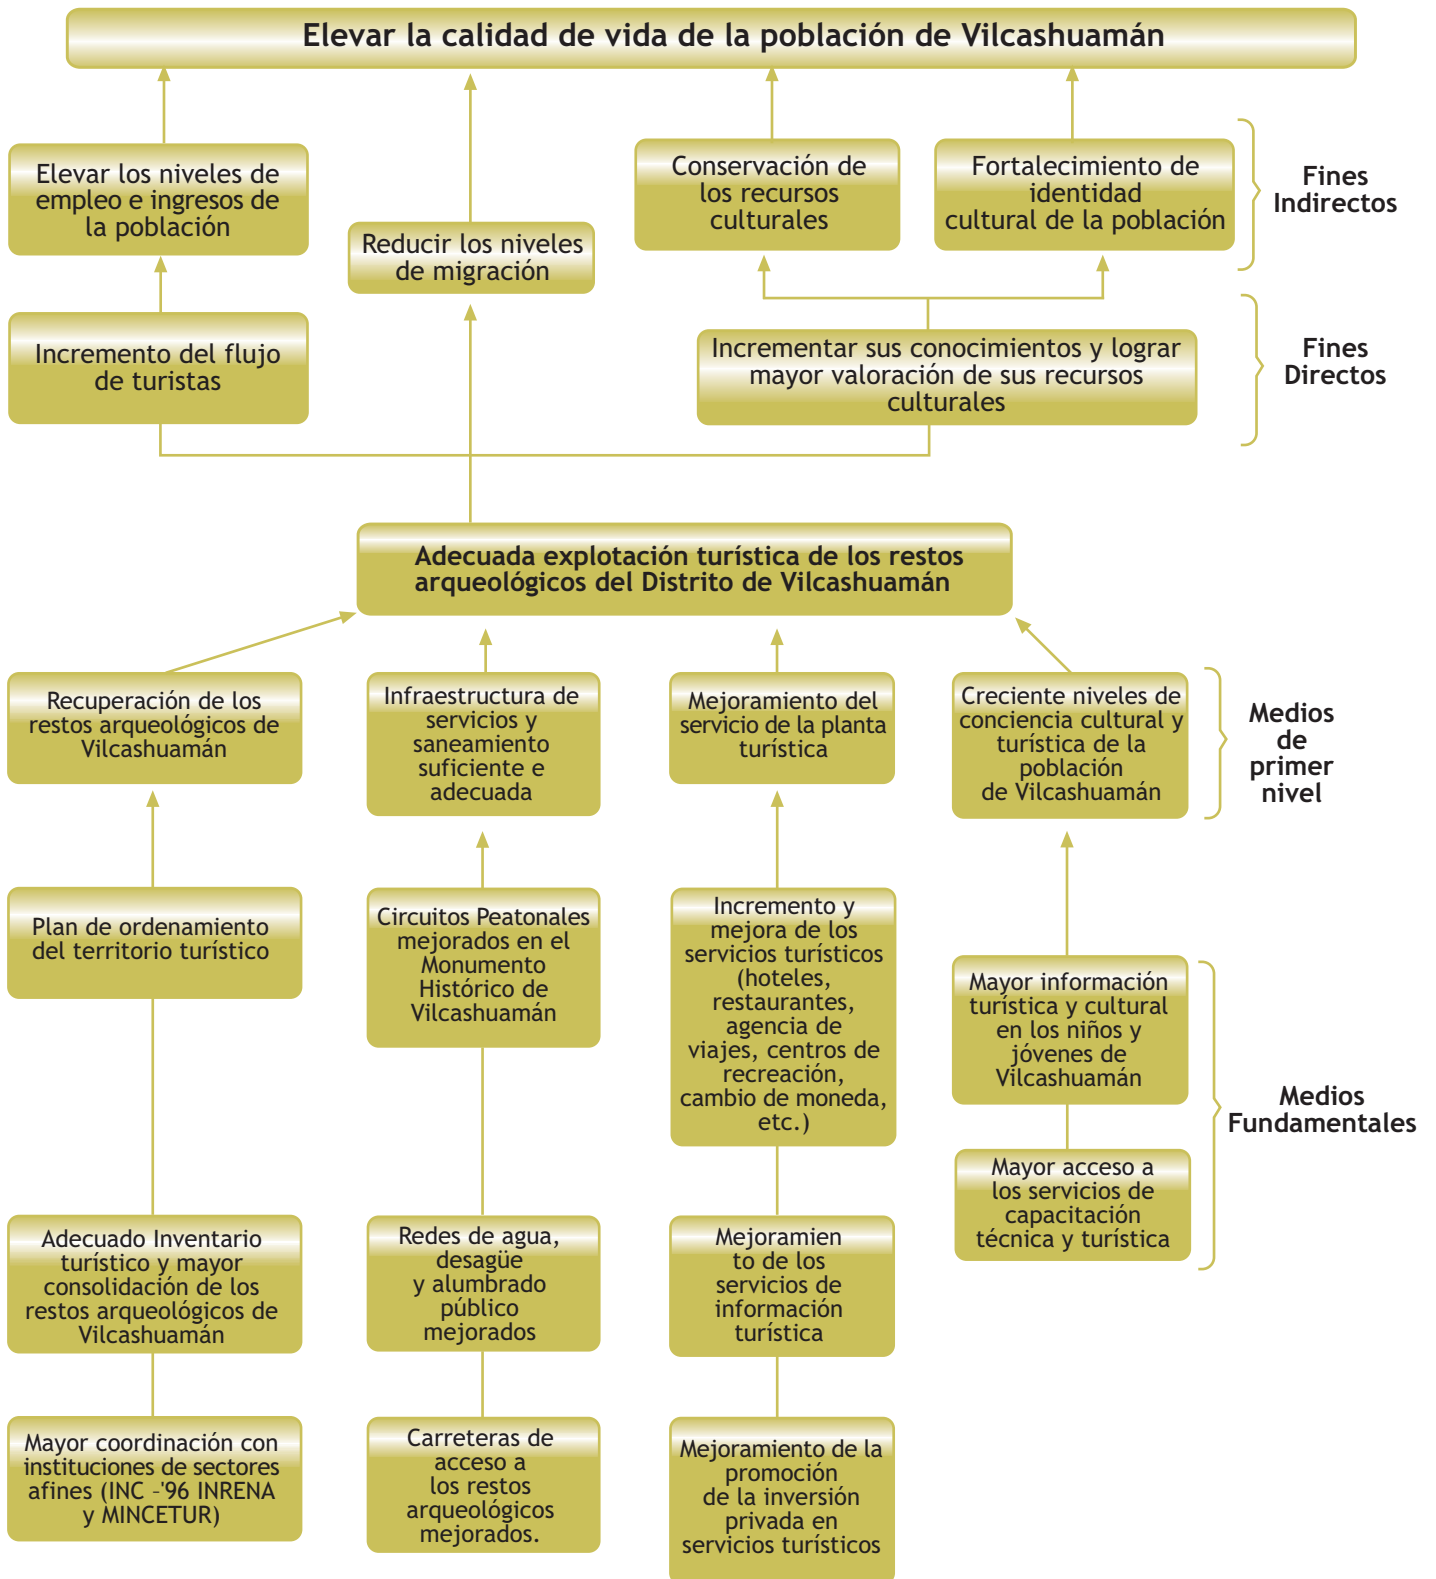 Elevar la calidad de vida de la población de Vilcashuamán
Elevar los niveles de
empleo e ingresos de
la población
Reducir los niveles
de migración
Conservación de
los recursos
culturales
Fortalecimiento de
identidad
cultural de la población
Fines
Indirectos
Incremento del flujo
de turistas
Incrementar sus conocimientos y lograr
mayor valoración de sus recursos
culturales
Fines
Directos
Adecuada explotación turística de los restos
arqueológicos del Distrito de Vilcashuamán
Recuperación de los
restos arqueológicos de
Vilcashuamán
Infraestructura de
servicios y
saneamiento
suficiente e
adecuada
Mejoramiento del
servicio de la planta
turística
Creciente niveles de
conciencia cultural y
turística de la
población
de Vilcashuamán
Medios
de
primer
nivel
Plan de ordenamiento
del territorio turístico
Circuitos Peatonales
mejorados en el
Monumento
Histórico de
Vilcashuamán
Incremento y
mejora de los
servicios turísticos
(hoteles,
restaurantes,
agencia de
viajes, centros de
recreación,
cambio de moneda,
etc.)
Mayor información
turística y cultural
en los niños y
jóvenes de
Vilcashuamán
Medios
Fundamentales
Mayor acceso a
los servicios de
capacitación
técnica y turística
Adecuado Inventario
turístico y mayor
consolidación de los
restos arqueológicos de
Vilcashuamán
Redes de agua,
desagüe
y alumbrado
público
mejorados
Mejoramien
to de los
servicios de
información
turística
Mayor coordinación con
instituciones de sectores
afines (INC –'96 INRENA
y MINCETUR)
Carreteras de
acceso a
los restos
arqueológicos
mejorados.
Mejoramiento de la
promoción
de la inversión
privada en
servicios turísticos